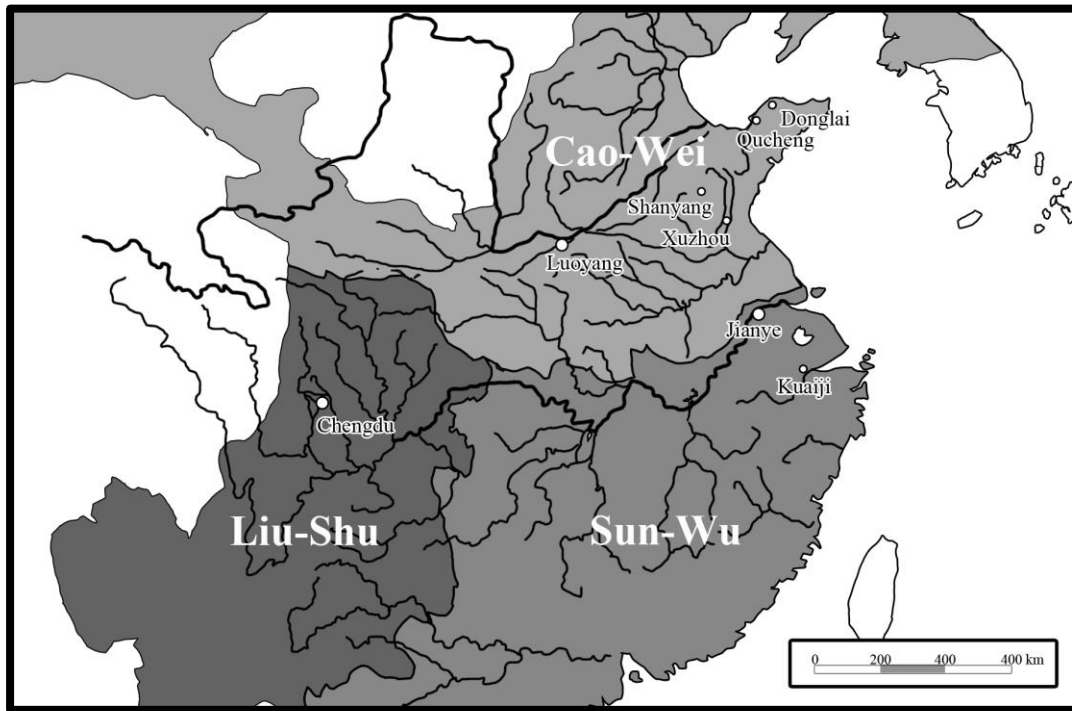 Donglai
Qucheng
Cao-Wei
Shanyang
Xuzhou
Luoyang
Jianye
Kuaiji
Chengdu
Liu-Shu
Sun-Wu
0 200 400 400 km